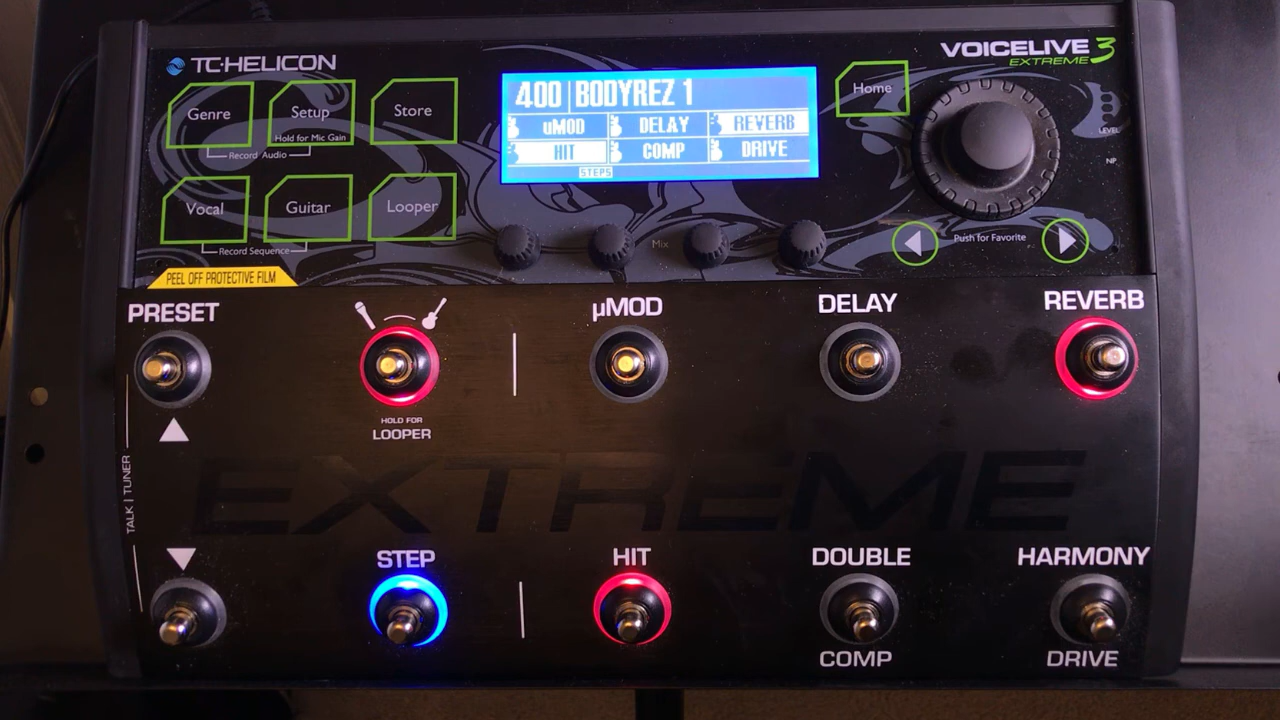 TC·HELICON
VOICELIVE 3
EXTREME
Genre
Setup
Hold for Mic Gain
Store
Record Audio
400 BODYREZ 1
uMOD DELAY REVERB
HIT COMP DRIVE
STEPS
Home
LEVEL
Vocal
Guitar
Looper
Record Sequence
Mix
Push for Favorite
PEEL OFF PROTECTIVE FILM
PRESET
µMOD
DELAY
REVERB
HOLD FOR
LOOPER
TALK | TUNER
EXTREME
STEP
HIT
DOUBLE
HARMONY
COMP
DRIVE